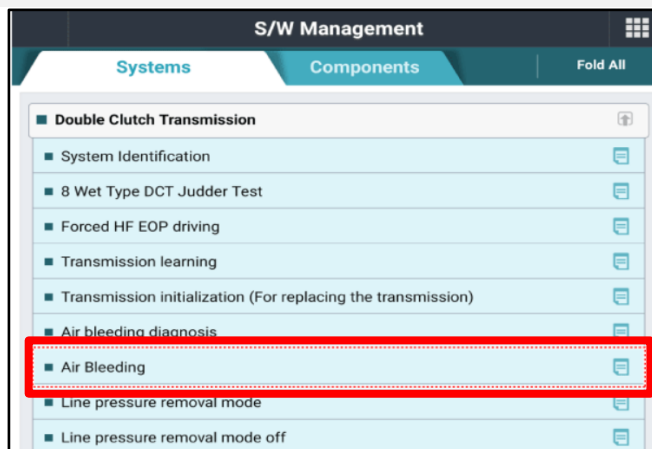 S/W Management
Systems
Components
Fold All
Double Clutch Transmission
System Identification
8 Wet Type DCT Judder Test
Forced HF EOP driving
Transmission learning
Transmission initialization (For replacing the transmission)
Air bleeding diagnosis
Air Bleeding
Line pressure removal mode
Line pressure removal mode off